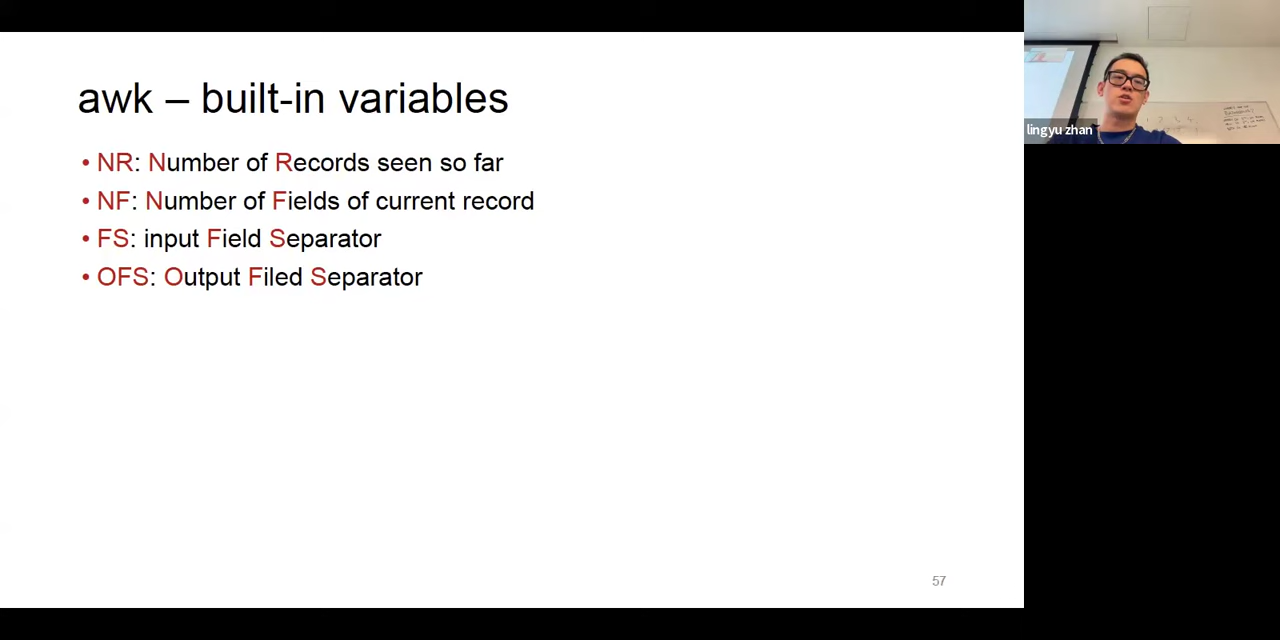 awk – built-in variables
• NR: Number of Records seen so far
• NF: Number of Fields of current record
• FS: input Field Separator
• OFS: Output Filed Separator
57
lingyu zhan